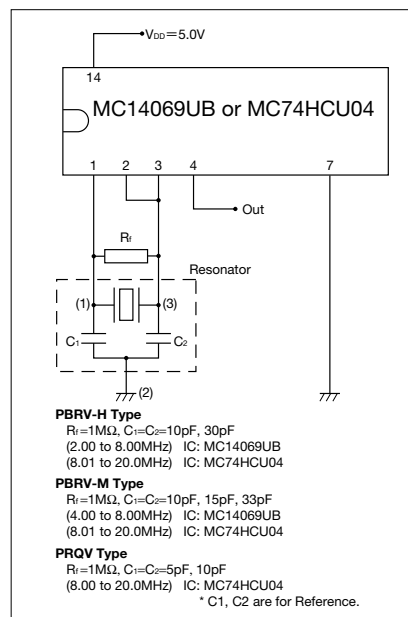 VDD=5.0V
14
MC14069UB or MC74HCU04
1 2 3 4 7
Out
Rf
Resonator
(1) (3)
C1 C2
(2)
PBRV-H Type
Rf=1MΩ, C1=C2=10pF, 30pF
(2.00 to 8.00MHz) IC: MC14069UB
(8.01 to 20.0MHz) IC: MC74HCU04
PBRV-M Type
Rf=1MΩ, C1=C2=10pF, 15pF, 33pF
(4.00 to 8.00MHz) IC: MC14069UB
(8.01 to 20.0MHz) IC: MC74HCU04
PRQV Type
Rf=1MΩ, C1=C2=5pF, 10pF
(8.00 to 20.0MHz) IC: MC74HCU04
* C1, C2 are for Reference.